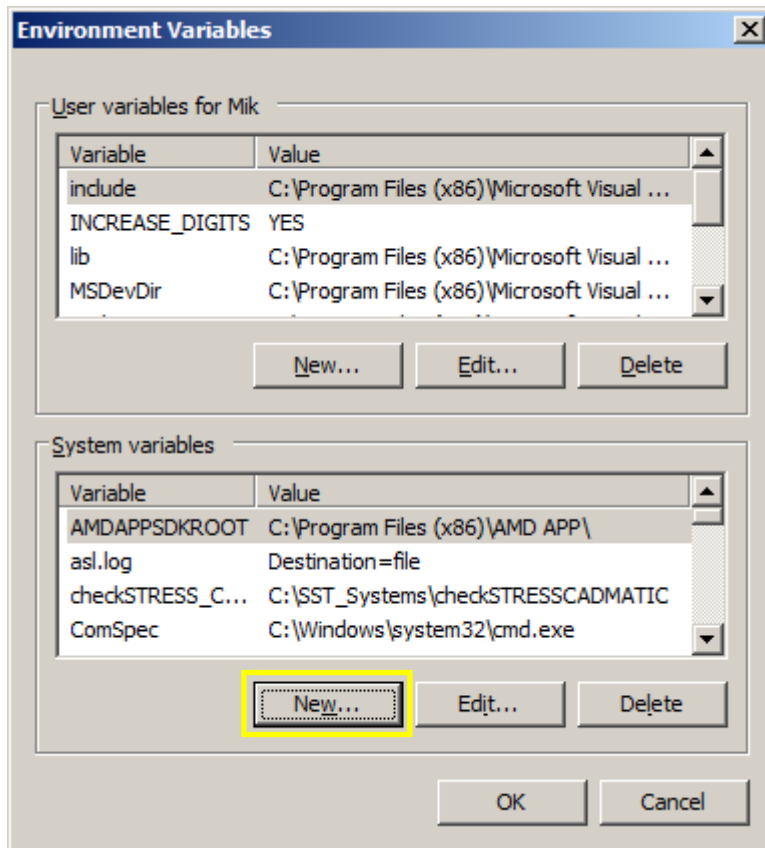 Environment Variables
User variables for Mik
Variable Value
include C:\Program Files (x86)\Microsoft Visual ...
INCREASE_DIGITS YES
lib C:\Program Files (x86)\Microsoft Visual ...
MSDevDir C:\Program Files (x86)\Microsoft Visual ...
New... Edit... Delete
System variables
Variable Value
AMDAPPSDKROOT C:\Program Files (x86)\AMD APP\
asl.log Destination=file
checkSTRESS_C... C:\SST_Systems\checkSTRESSCADMATIC
ComSpec C:\Windows\system32\cmd.exe
New... Edit... Delete
OK Cancel